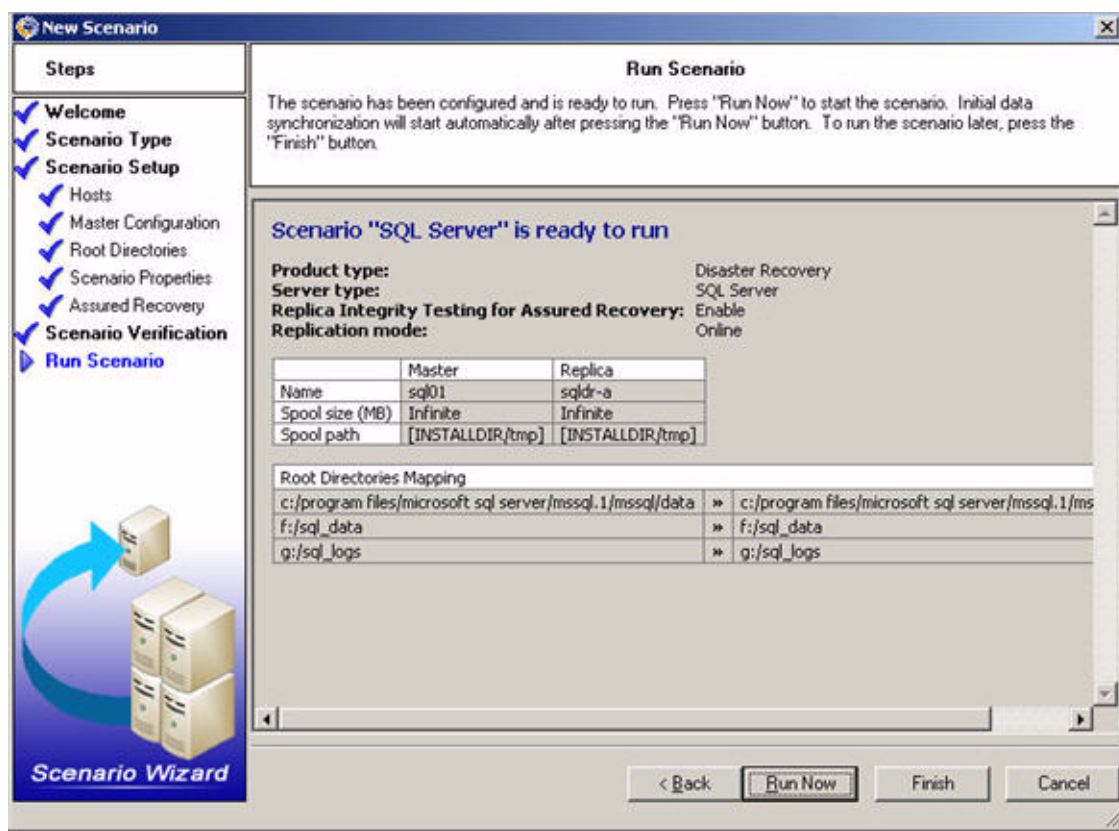 New Scenario
Steps
Welcome
Scenario Type
Scenario Setup
Hosts
Master Configuration
Root Directories
Scenario Properties
Assured Recovery
Scenario Verification
Run Scenario
Scenario Wizard
Run Scenario
The scenario has been configured and is ready to run. Press "Run Now" to start the scenario. Initial data
synchronization will start automatically after pressing the "Run Now" button. To run the scenario later, press the
"Finish" button.
Scenario "SQL Server" is ready to run
Product type: Disaster Recovery
Server type: SQL Server
Replica Integrity Testing for Assured Recovery: Enable
Replication mode: Online
Master Replica
Name sql01 sqldr-a
Spool size (MB) Infinite Infinite
Spool path [INSTALLDIR/tmp] [INSTALLDIR/tmp]
Root Directories Mapping
c:/program files/microsoft sql server/mssql.1/mssql/data » c:/program files/microsoft sql server/mssql.1/ms
f:/sql_data » f:/sql_data
g:/sql_logs » g:/sql_logs
< Back Run Now Finish Cancel